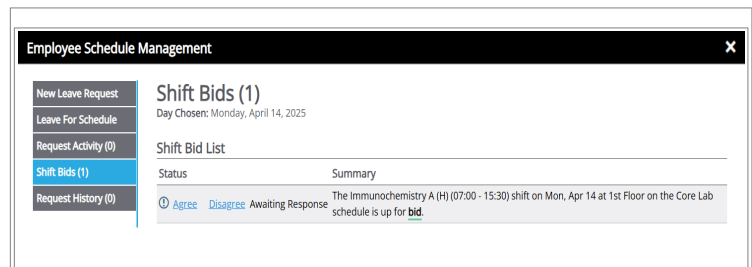 Employee Schedule Management ×
New Leave Request
Leave For Schedule
Request Activity (0)
Shift Bids (1)
Request History (0)
Shift Bids (1)
Day Chosen: Monday, April 14, 2025
Shift Bid List
Status Summary
Agree Disagree Awaiting Response
The Immunochemistry A (H) (07:00 - 15:30) shift on Mon, Apr 14 at 1st Floor on the Core Lab
schedule is up for bid.